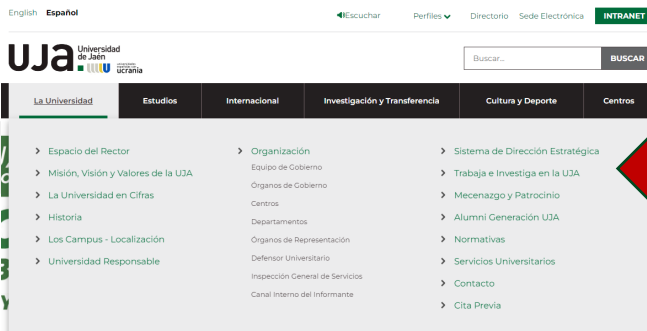 English Español
Escuchar Perfiles Directorio Sede Electrónica INTRANET
UJa. Universidad de Jaén
ucrania
Buscar... BUSCAR
La Universidad Estudios Internacional Investigación y Transferencia Cultura y Deporte Centros
Espacio del Rector
Misión, Visión y Valores de la UJA
La Universidad en Cifras
Historia
Los Campus - Localización
Universidad Responsable
Organización
Equipo de Gobierno
Órganos de Gobierno
Centros
Departamentos
Órganos de Representación
Defensor Universitario
Inspección General de Servicios
Canal Interno del Informante
Sistema de Dirección Estratégica
Trabaja e Investiga en la UJA
Mecenazgo y Patrocinio
Alumni Generación UJA
Normativas
Servicios Universitarios
Contacto
Cita Previa